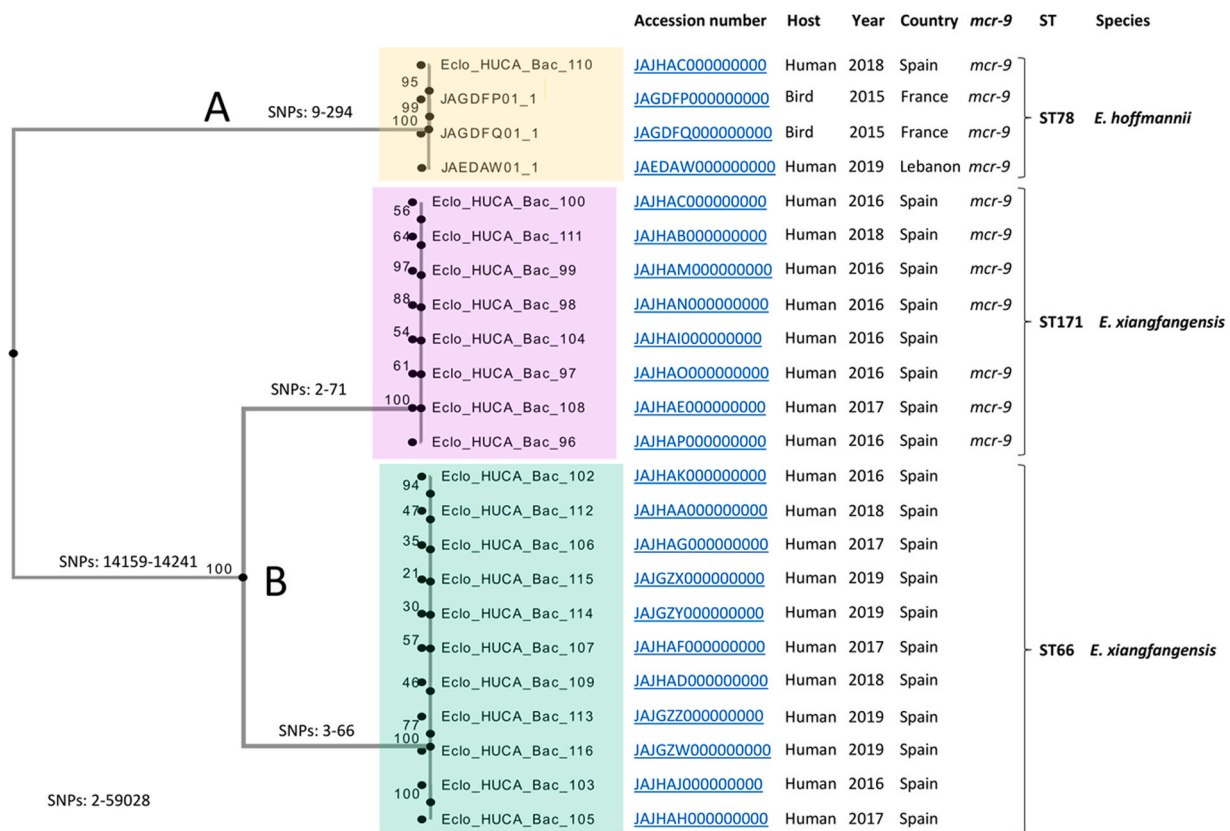 Accession number Host Year Country mcr-9 ST Species
Eclo_HUCA_Bac_110 JAJHAC000000000 Human 2018 Spain mcr-9
95
JAGDFP01_1 JAGDFP000000000 Bird 2015 France mcr-9
A SNPs: 9-294 99 ST78 E. hoffmannii
100
JAGDFQ01_1 JAGDFQ000000000 Bird 2015 France mcr-9
JAEDAW01_1 JAEDAW000000000 Human 2019 Lebanon mcr-9
Eclo_HUCA_Bac_100 JAJHAC000000000 Human 2016 Spain mcr-9
56
64 Eclo_HUCA_Bac_111 JAJHAB000000000 Human 2018 Spain mcr-9
97 Eclo_HUCA_Bac_99 JAJHAM000000000 Human 2016 Spain mcr-9
88 Eclo_HUCA_Bac_98 JAJHAN000000000 Human 2016 Spain mcr-9
ST171 E. xiangfangensis
54 Eclo_HUCA_Bac_104 JAJHAI000000000 Human 2016 Spain
61 Eclo_HUCA_Bac_97 JAJHAO000000000 Human 2016 Spain mcr-9
SNPs: 2-71
100 Eclo_HUCA_Bac_108 JAJHAE000000000 Human 2017 Spain mcr-9
Eclo_HUCA_Bac_96 JAJHAP000000000 Human 2016 Spain mcr-9
Eclo_HUCA_Bac_102 JAJHAK000000000 Human 2016 Spain
94
47 Eclo_HUCA_Bac_112 JAJHAA000000000 Human 2018 Spain
35 Eclo_HUCA_Bac_106 JAJHAG000000000 Human 2017 Spain
SNPs: 14159-14241 100
B
21 Eclo_HUCA_Bac_115 JAJGZX000000000 Human 2019 Spain
30 Eclo_HUCA_Bac_114 JAJGZY000000000 Human 2019 Spain
57 Eclo_HUCA_Bac_107 JAJHAF000000000 Human 2017 Spain ST66 E. xiangfangensis
46 Eclo_HUCA_Bac_109 JAJHAD000000000 Human 2018 Spain
Eclo_HUCA_Bac_113 JAJGZZ000000000 Human 2019 Spain
77
SNPs: 3-66
100
Eclo_HUCA_Bac_116 JAJGZW000000000 Human 2019 Spain
Eclo_HUCA_Bac_103 JAJHAJ000000000 Human 2016 Spain
100
SNPs: 2-59028
Eclo_HUCA_Bac_105 JAJHAH000000000 Human 2017 Spain